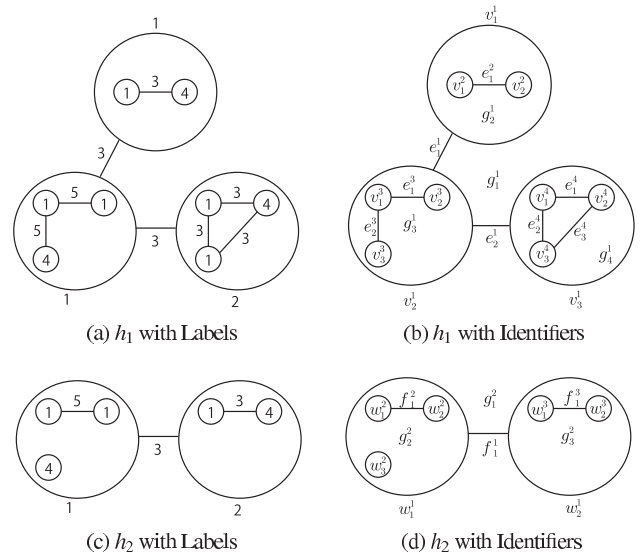 1
1 3 4
3
1 5 1
5
4
1
3
1 3 4
3 3
1
2
(a) h₁ with Labels
v₁¹
v₁² e₁² v₂²
g₂¹
e₁¹
g₁¹
v₁³ e₁³ v₂³
e₂³ g₃¹
v₃³
v₂¹
e₂¹
v₁⁴ e₁⁴ v₂⁴
e₂⁴ e₃⁴
v₃⁴ g₄¹
v₃¹
(b) h₁ with Identifiers
1 5 1
4
1
3
1 3 4
2
(c) h₂ with Labels
w₁² f₁² w₂²
g₂²
w₃²
w₁¹
g₁²
f₁¹
w₁³ f₁³ w₂³
g₃²
w₂¹
(d) h₂ with Identifiers